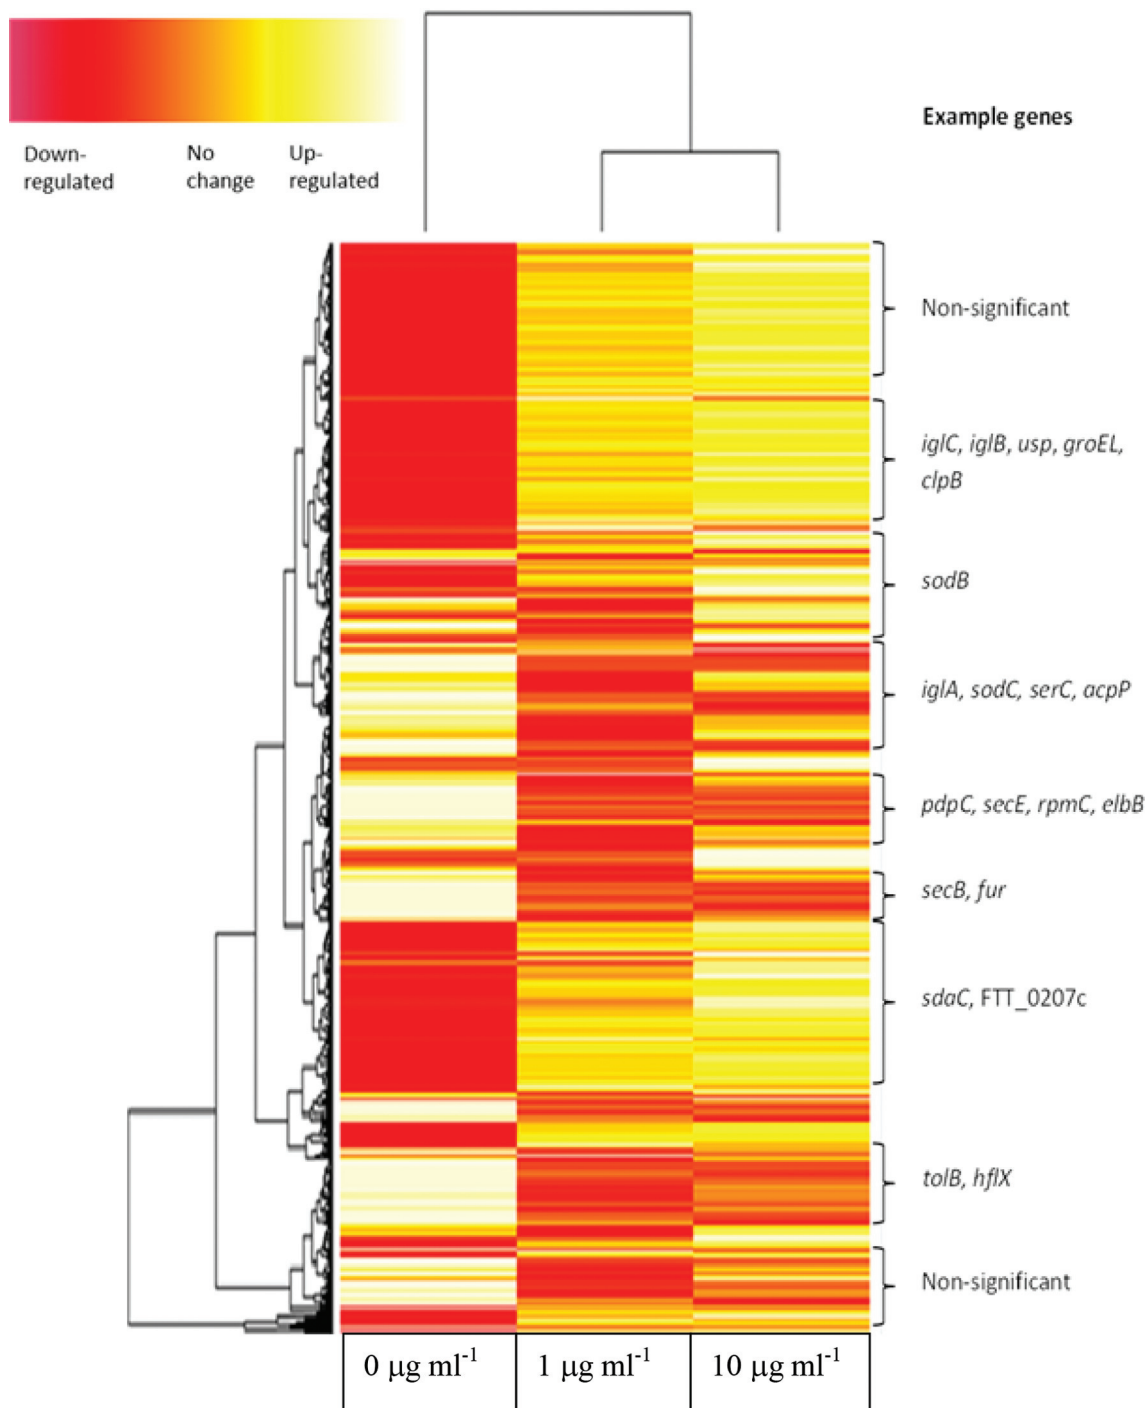 Down-
regulated
No
change
Up-
regulated
Example genes
Non-significant
iglC, iglB, usp, groEL,
clpB
sodB
iglA, sodC, serC, acpP
pdpC, secE, rpmC, elbB
secB, fur
sdaC, FTT_0207c
tolB, hflX
Non-significant
0 µg ml⁻¹
1 µg ml⁻¹
10 µg ml⁻¹